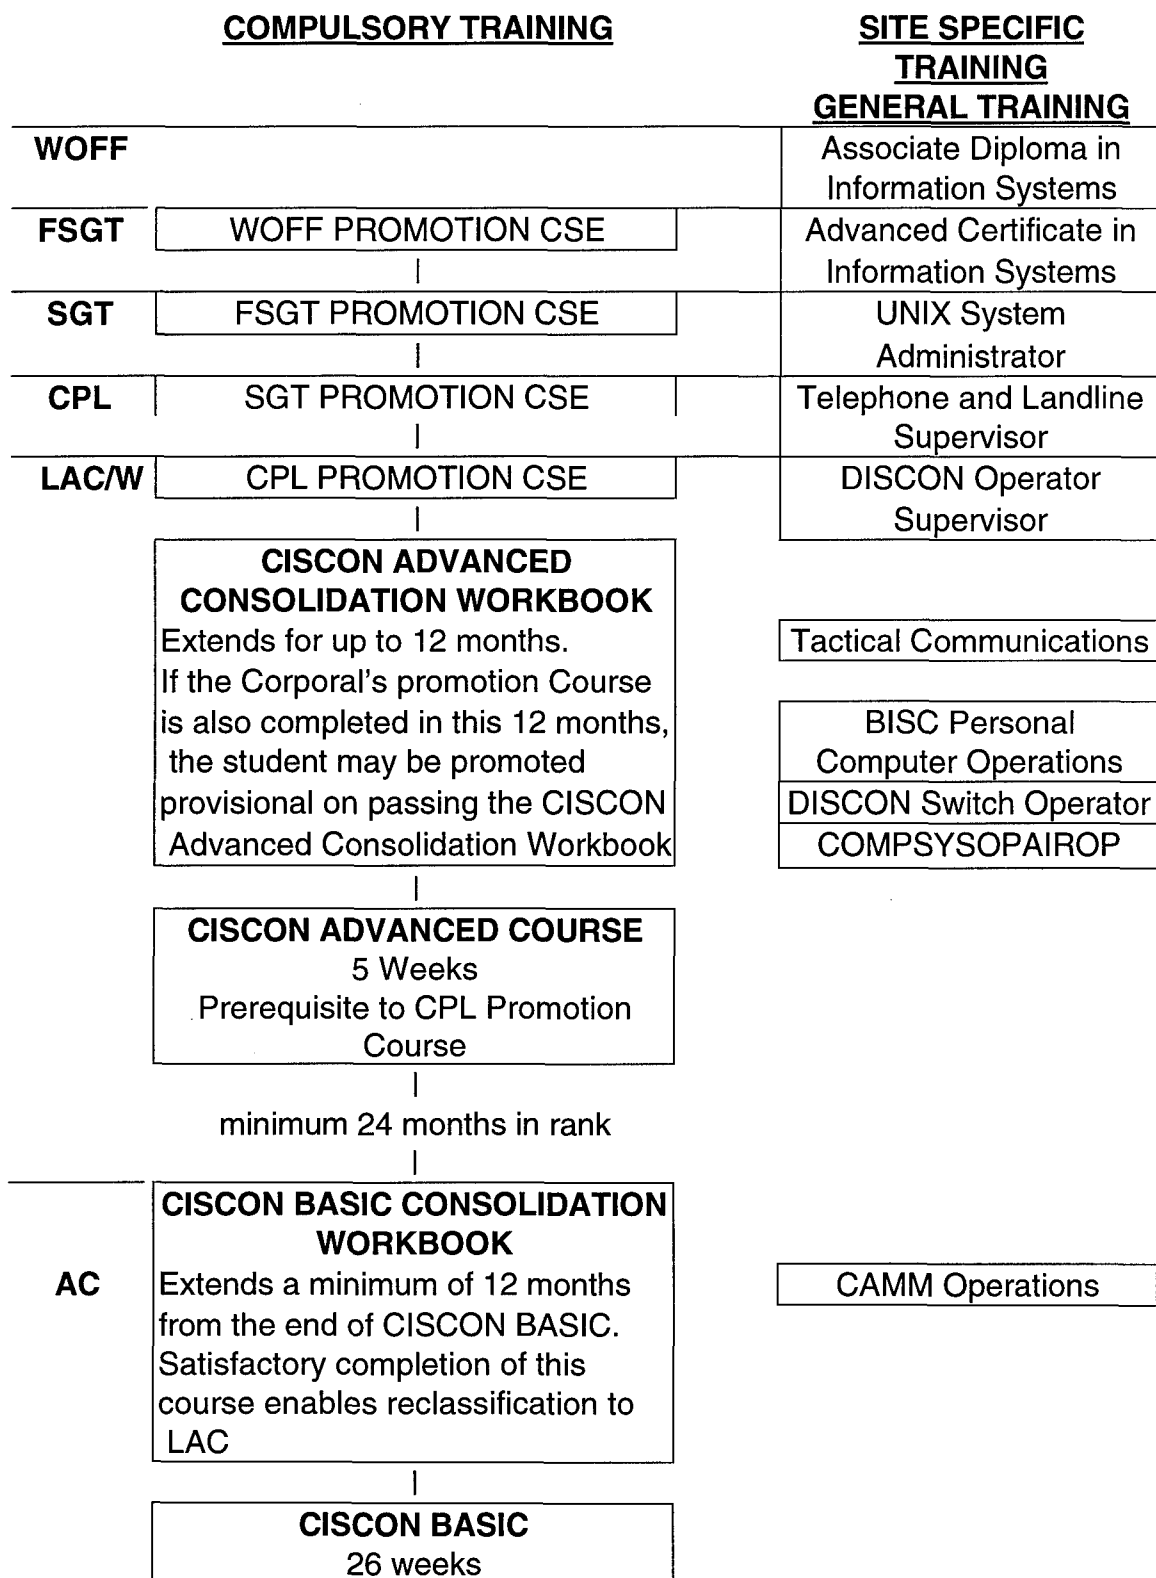 COMPULSORY TRAINING
SITE SPECIFIC
TRAINING
GENERAL TRAINING
WOFF
Associate Diploma in
Information Systems
FSGT
WOFF PROMOTION CSE
Advanced Certificate in
Information Systems
SGT
FSGT PROMOTION CSE
UNIX System
Administrator
CPL
SGT PROMOTION CSE
Telephone and Landline
Supervisor
LAC/W
CPL PROMOTION CSE
DISCON Operator
Supervisor
CISCON ADVANCED
CONSOLIDATION WORKBOOK
Extends for up to 12 months.
If the Corporal's promotion Course
is also completed in this 12 months,
the student may be promoted
provisional on passing the CISCON
Advanced Consolidation Workbook
Tactical Communications
BISC Personal
Computer Operations
DISCON Switch Operator
COMPSYSOPAIROP
CISCON ADVANCED COURSE
5 Weeks
Prerequisite to CPL Promotion
Course
minimum 24 months in rank
AC
CISCON BASIC CONSOLIDATION
WORKBOOK
Extends a minimum of 12 months
from the end of CISCON BASIC.
Satisfactory completion of this
course enables reclassification to
LAC
CAMM Operations
CISCON BASIC
26 weeks